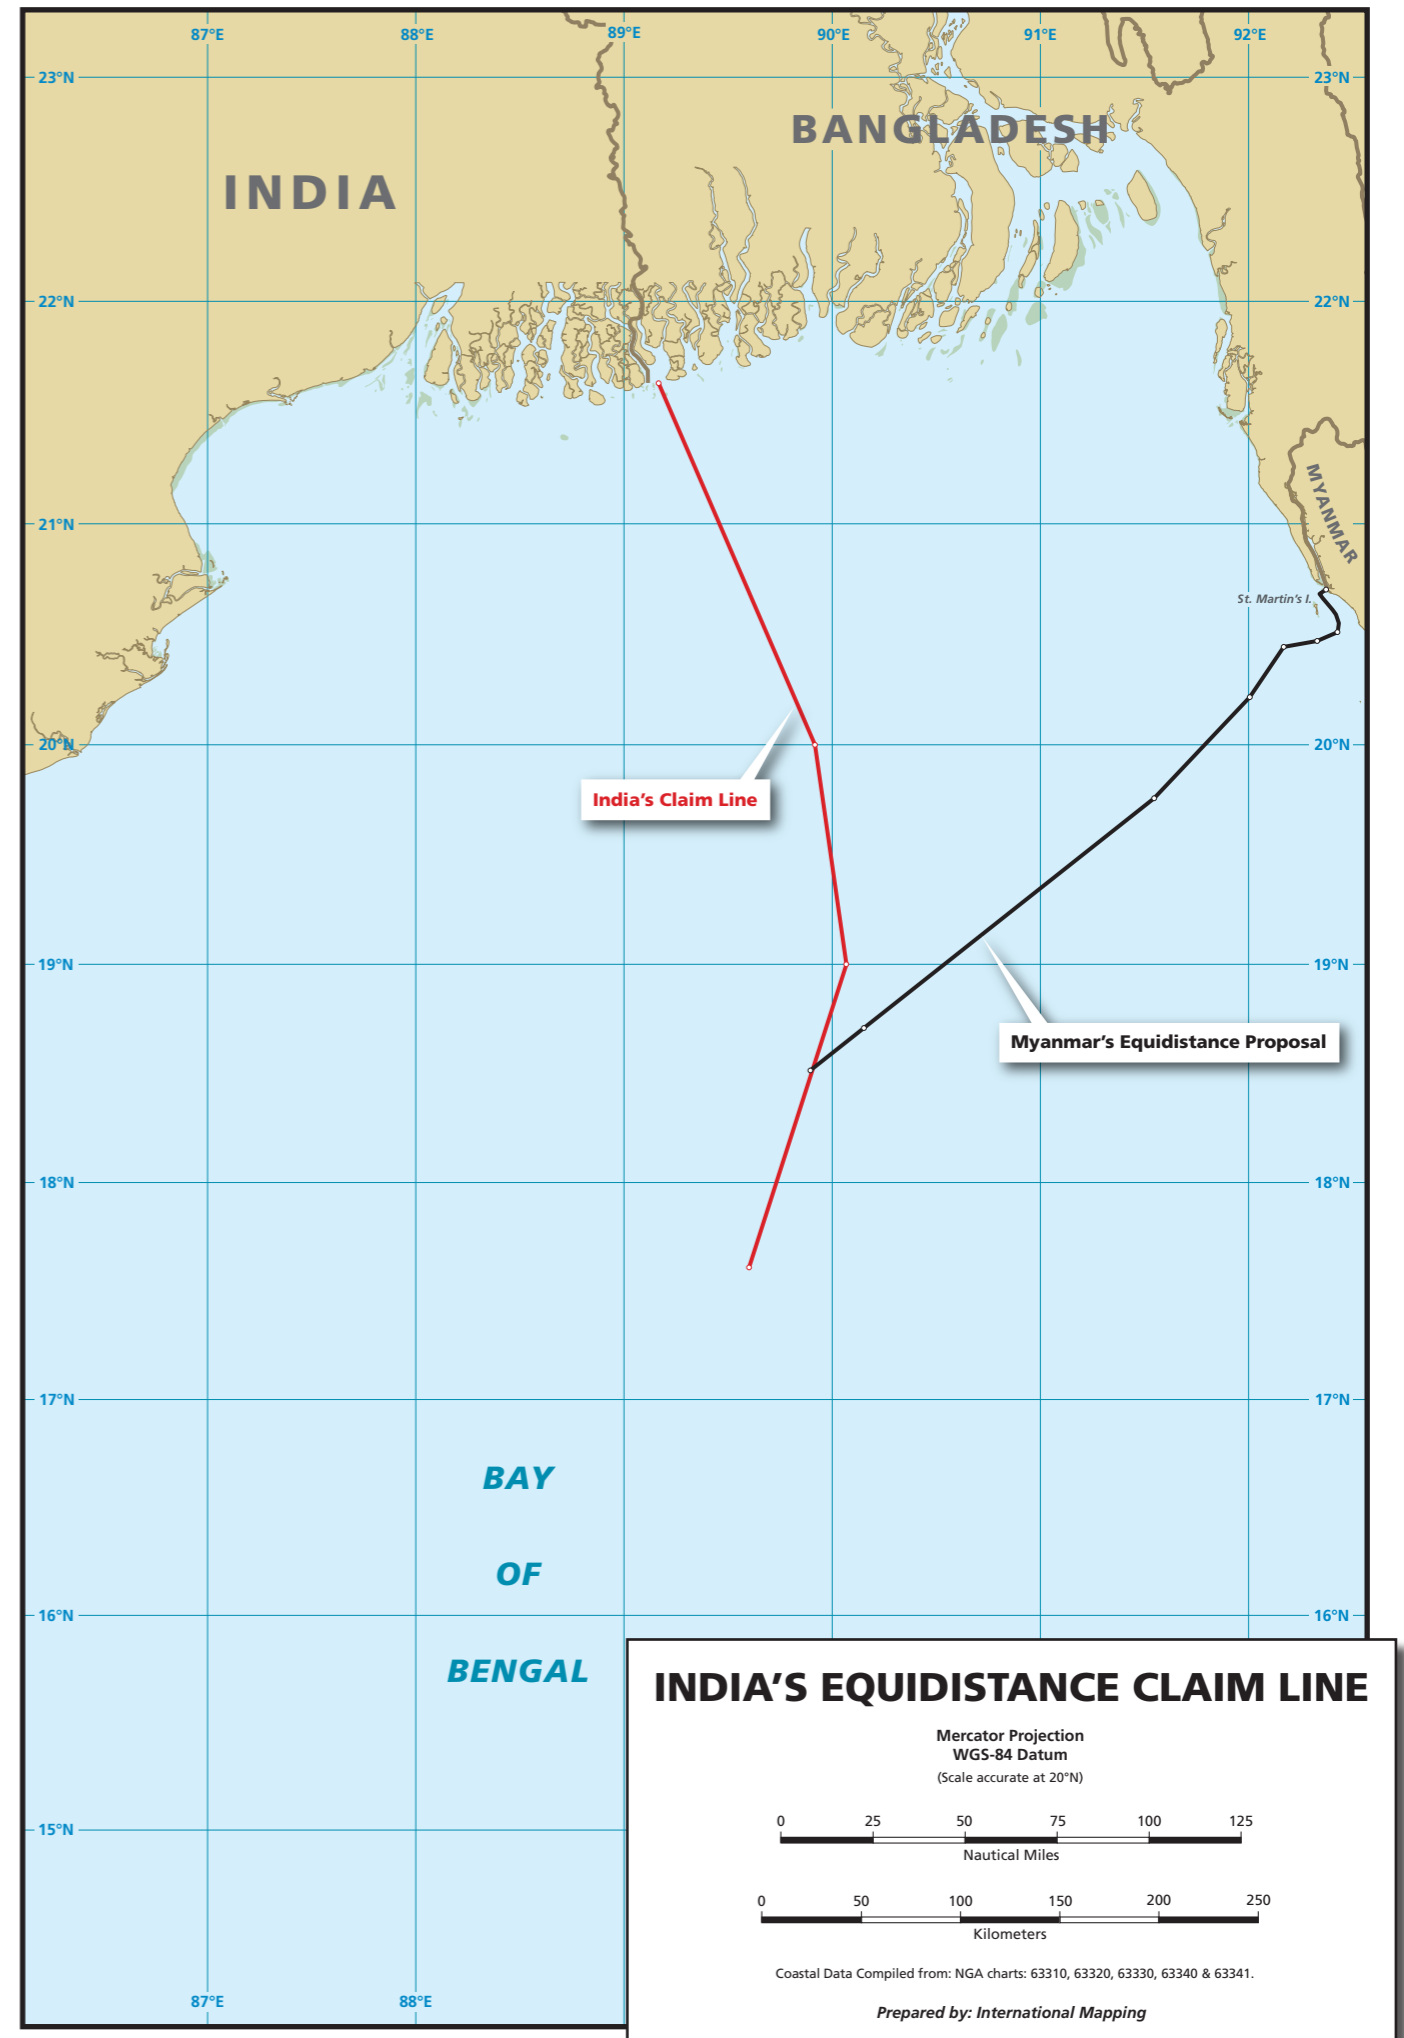 87°E 88°E 89°E 90°E 91°E 92°E
23°N 23°N
BANGLADESH
INDIA
22°N 22°N
21°N 21°N
MYANMAR
St. Martin's I.
20°N 20°N
India's Claim Line
19°N 19°N
Myanmar's Equidistance Proposal
18°N 18°N
17°N 17°N
BAY
OF
BENGAL
16°N 16°N
15°N
87°E 88°E
INDIA'S EQUIDISTANCE CLAIM LINE
Mercator Projection
WGS-84 Datum
(Scale accurate at 20°N)
0 25 50 75 100 125
Nautical Miles
0 50 100 150 200 250
Kilometers
Coastal Data Compiled from: NGA charts: 63310, 63320, 63330, 63340 & 63341.
Prepared by: International Mapping